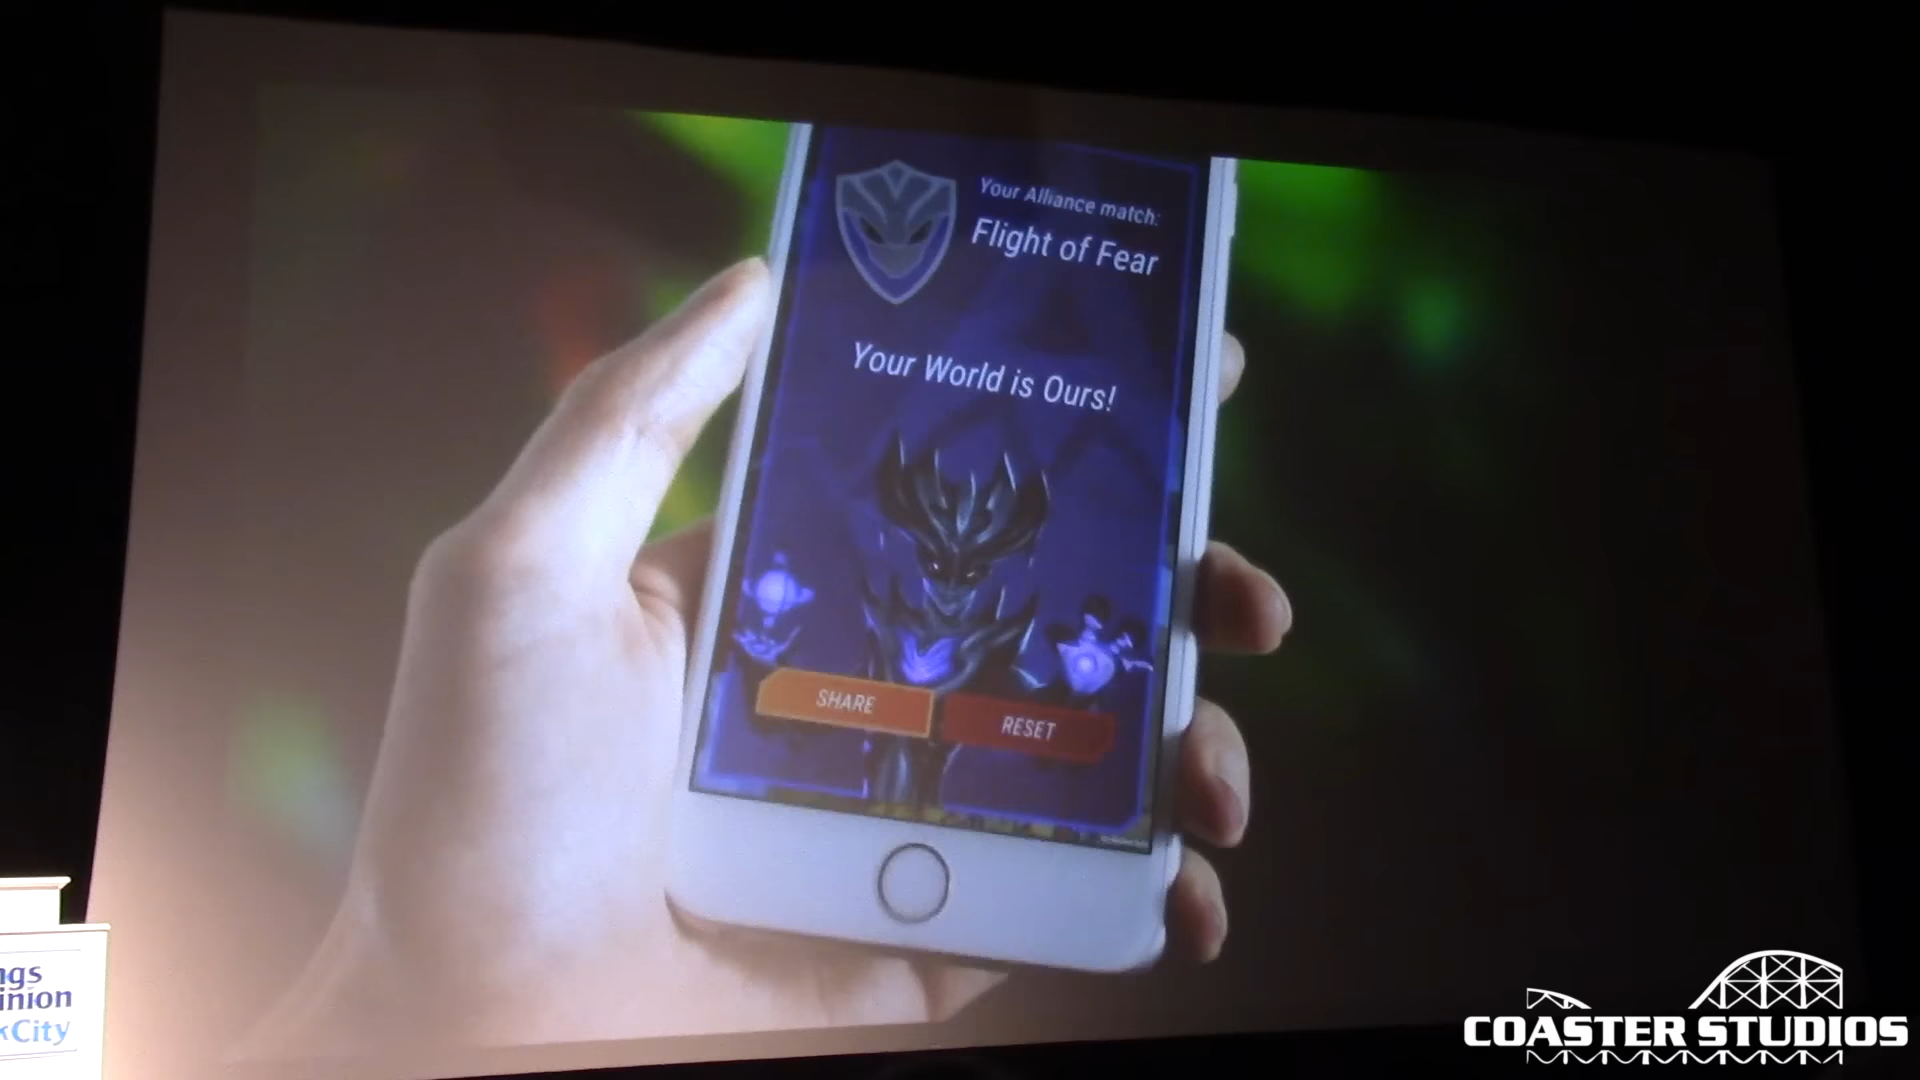 Your Alliance match:
Flight of Fear
Your World is Ours!
SHARE
RESET
ngs
inion
City
COASTER STUDIOS